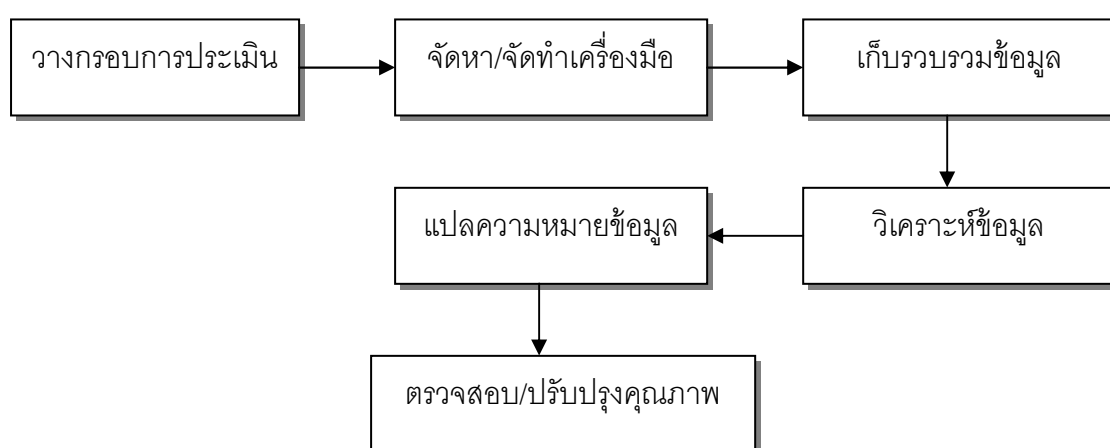 วางกรอบการประเมิน
จัดหา/จัดทำเครื่องมือ
เก็บรวบรวมข้อมูล
วิเคราะห์ข้อมูล
แปลความหมายข้อมูล
ตรวจสอบ/ปรับปรุงคุณภาพ